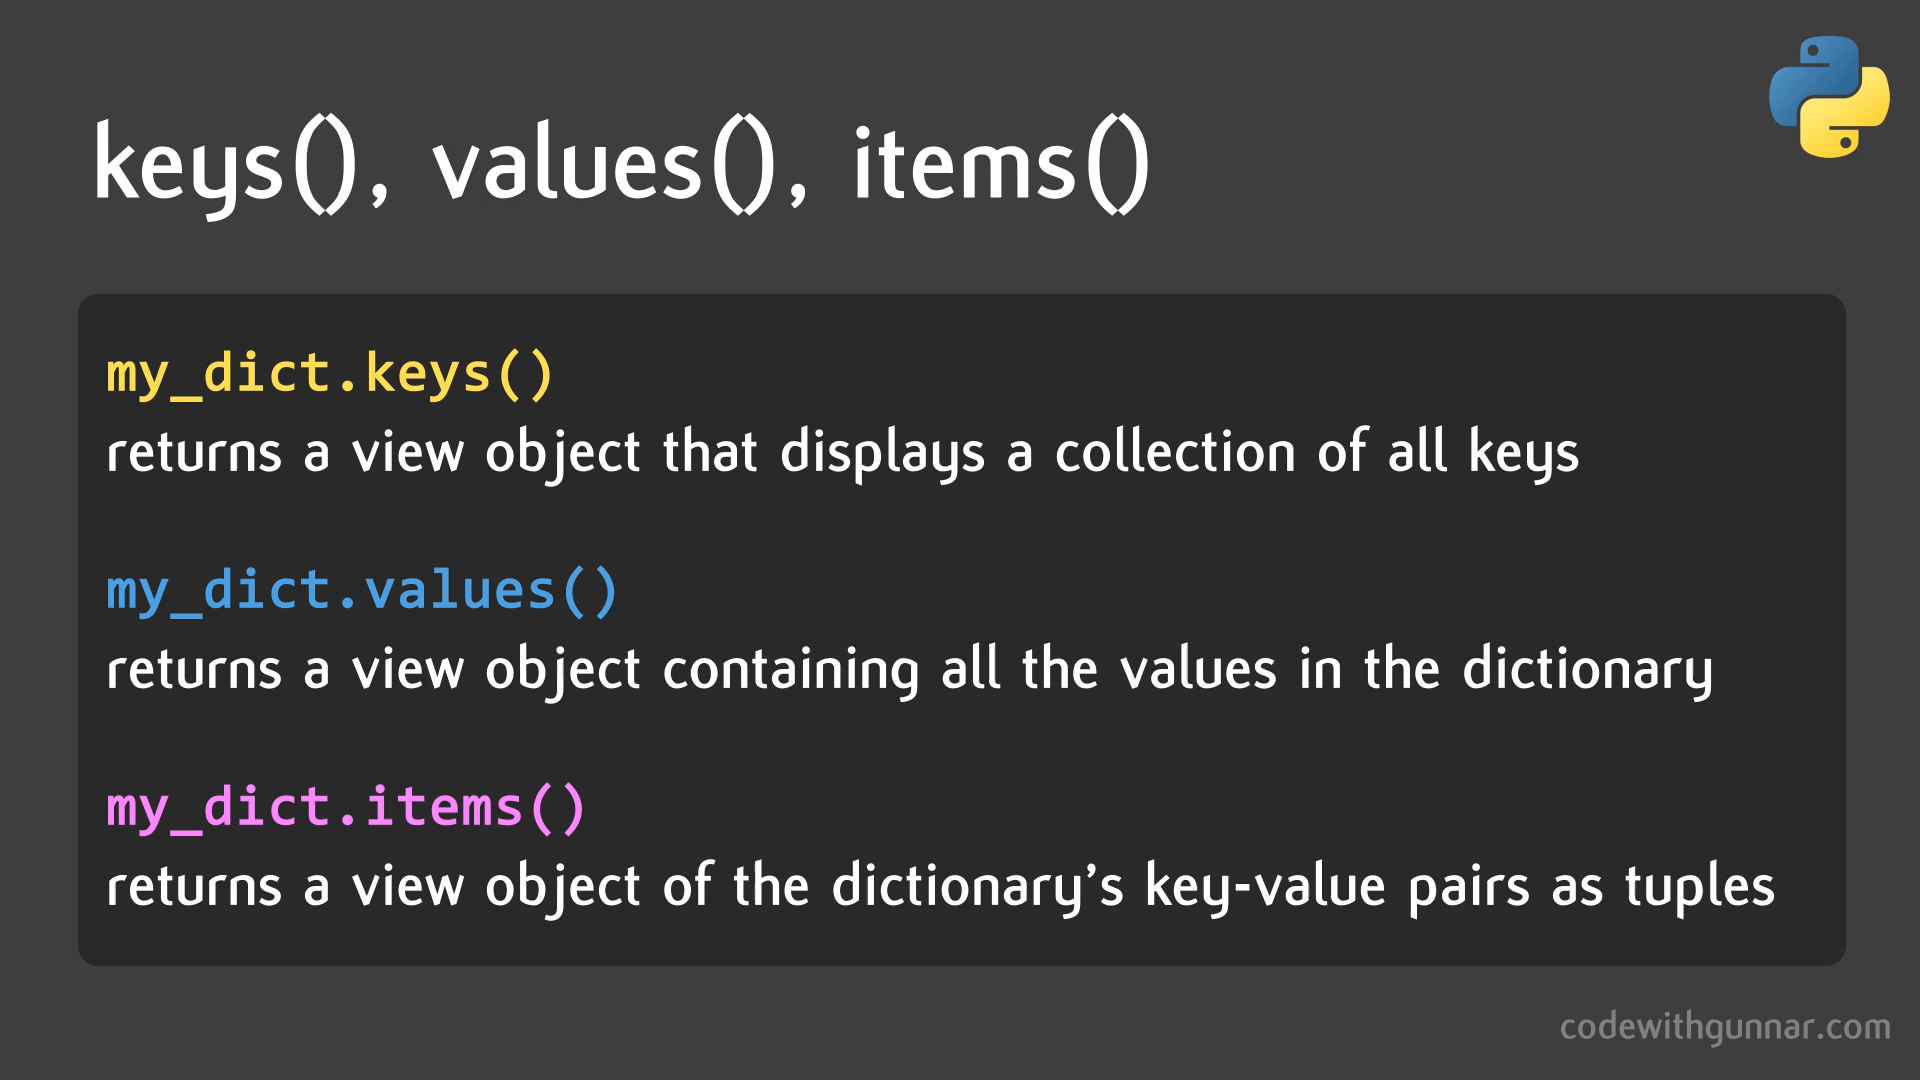 keys(), values(), items()
my_dict.keys()
returns a view object that displays a collection of all keys
my_dict.values()
returns a view object containing all the values in the dictionary
my_dict.items()
returns a view object of the dictionary’s key-value pairs as tuples
codewithgunnar.com